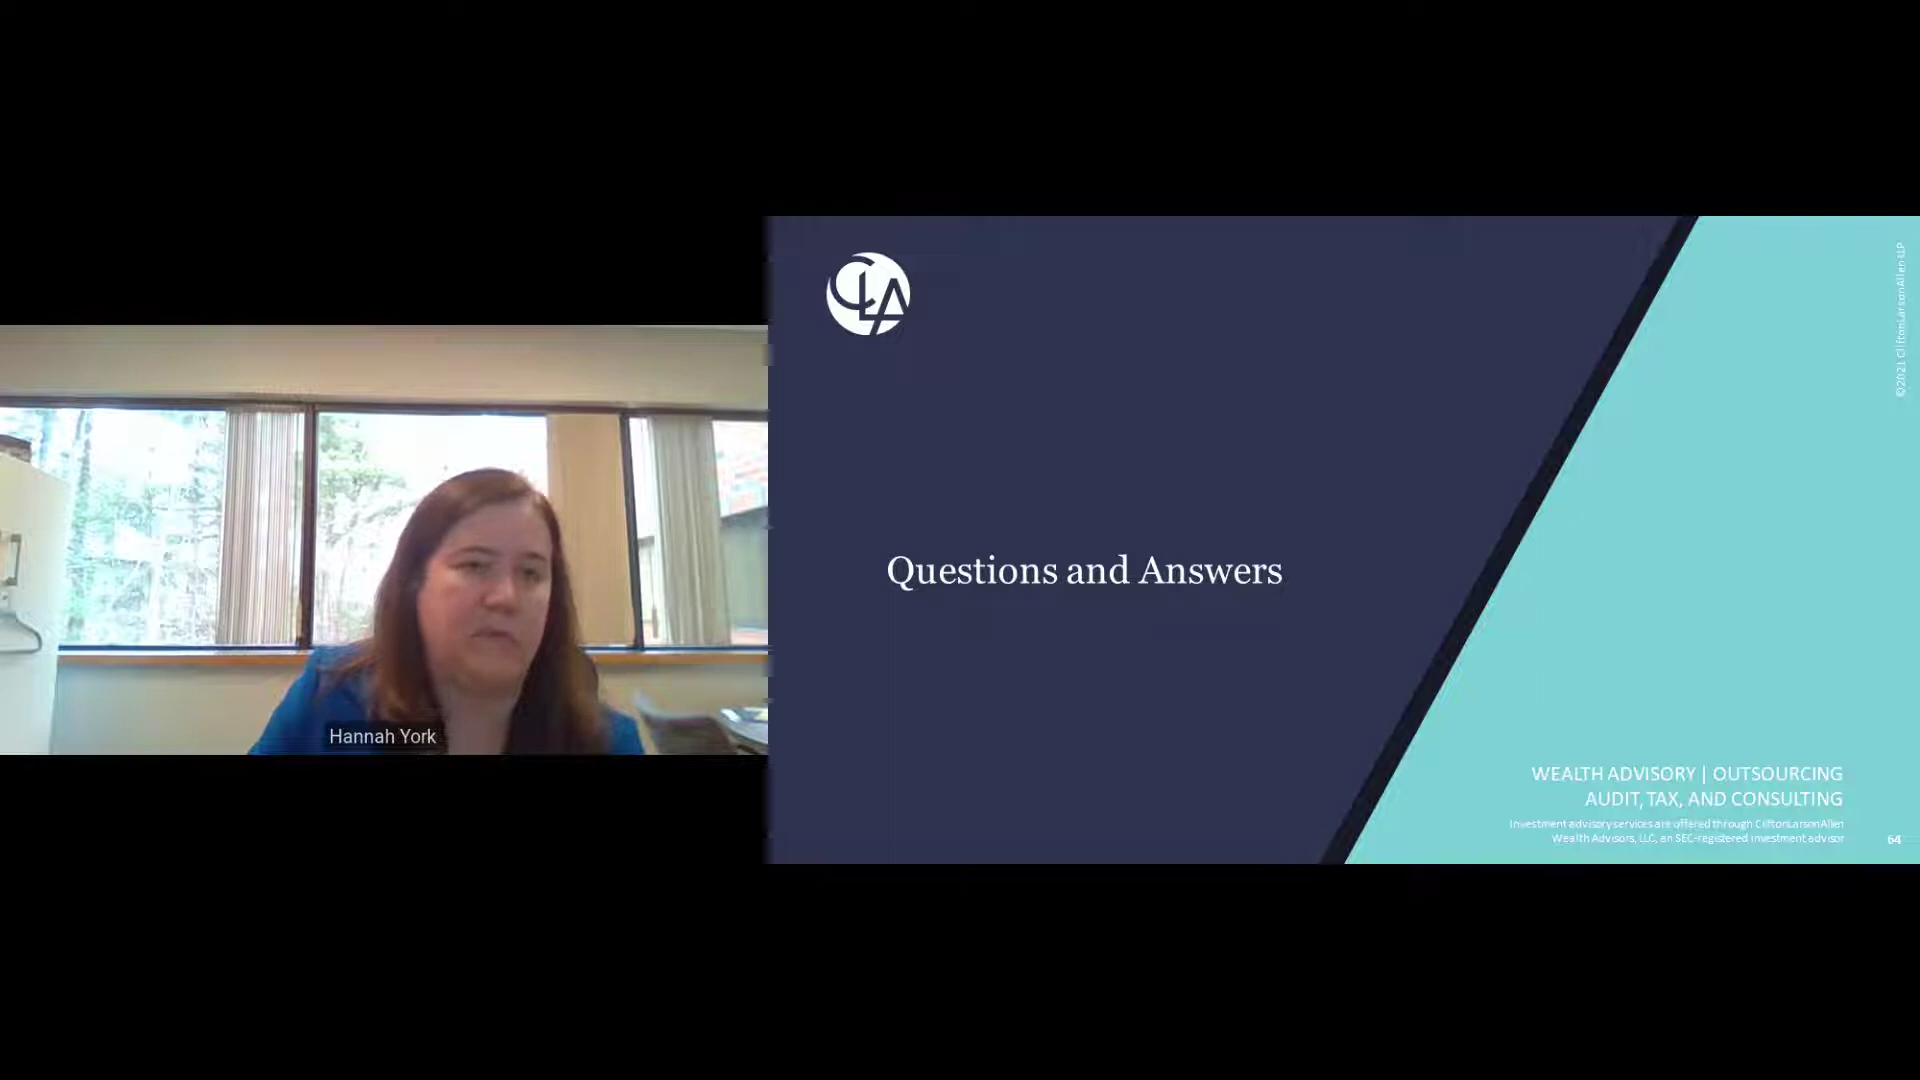 CLA
©2021 CliftonLarsonAllen LLP
Questions and Answers
Hannah York
WEALTH ADVISORY | OUTSOURCING
AUDIT, TAX, AND CONSULTING
Investment advisory services are offered through CliftonLarsonAllen
Wealth Advisors, LLC, an SEC-registered investment advisor
64